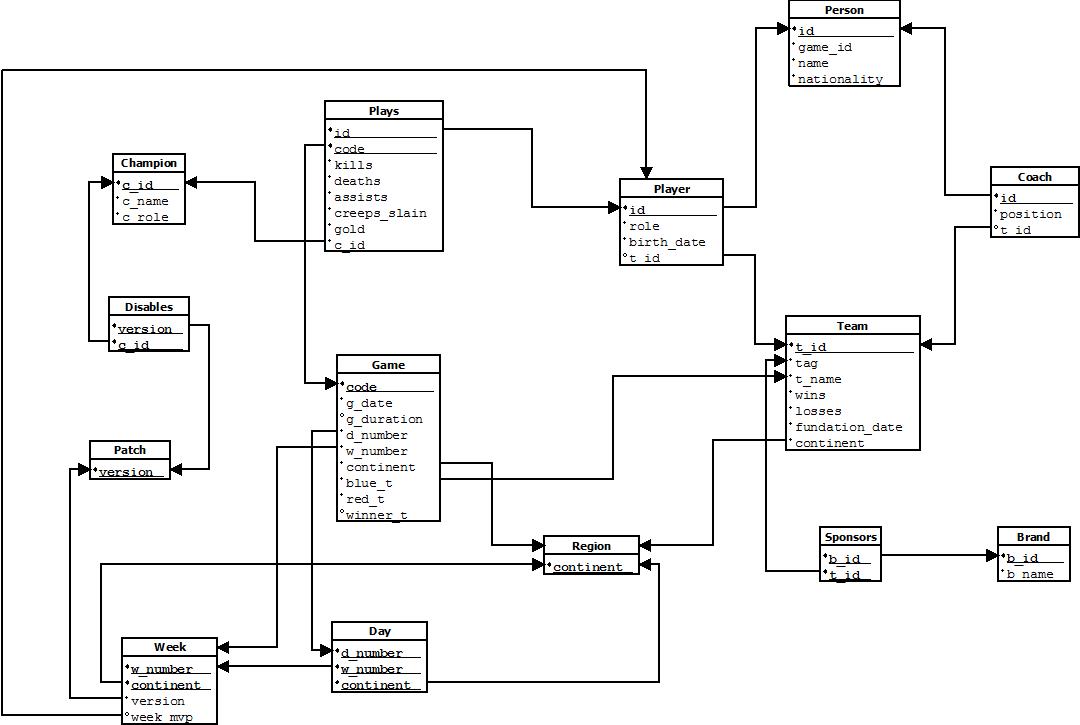 Person
id
game_id
name
nationality
Plays
id
code
kills
deaths
assists
creeps_slain
gold
c_id
Champion
c_id
c_name
c_role
Player
id
role
birth_date
t_id
Coach
id
position
t_id
Disables
version
c_id
Team
t_id
tag
t_name
wins
losses
fundation_date
continent
Game
code
g_date
g_duration
d_number
w_number
continent
blue_t
red_t
winner_t
Patch
version
Region
continent
Sponsors
b_id
t_id
Brand
b_id
b_name
Week
w_number
continent
version
week_mvp
Day
d_number
w_number
continent